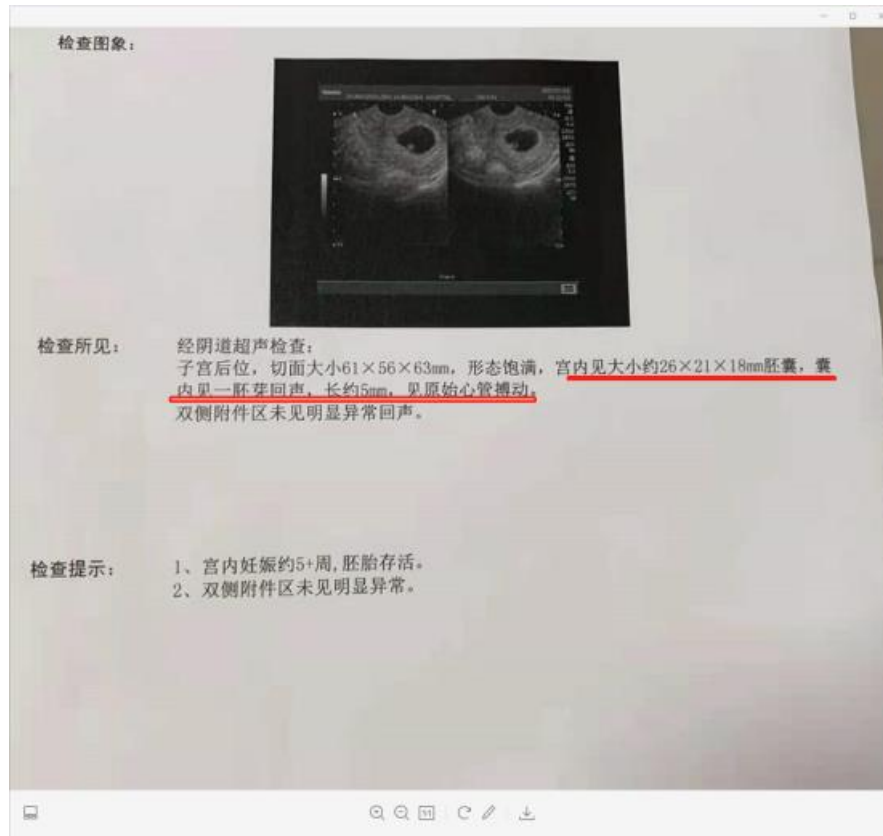 检查图象：
检查所见：
经阴道超声检查：
子宫后位，切面大小61×56×63mm，形态饱满，宫内见大小约26×21×18mm胚囊，囊
内见一胚芽回声，长约5mm，见原始心管搏动。
双侧附件区未见明显异常回声。
检查提示：
1、宫内妊娠约5+周,胚胎存活。
2、双侧附件区未见明显异常。
1:1